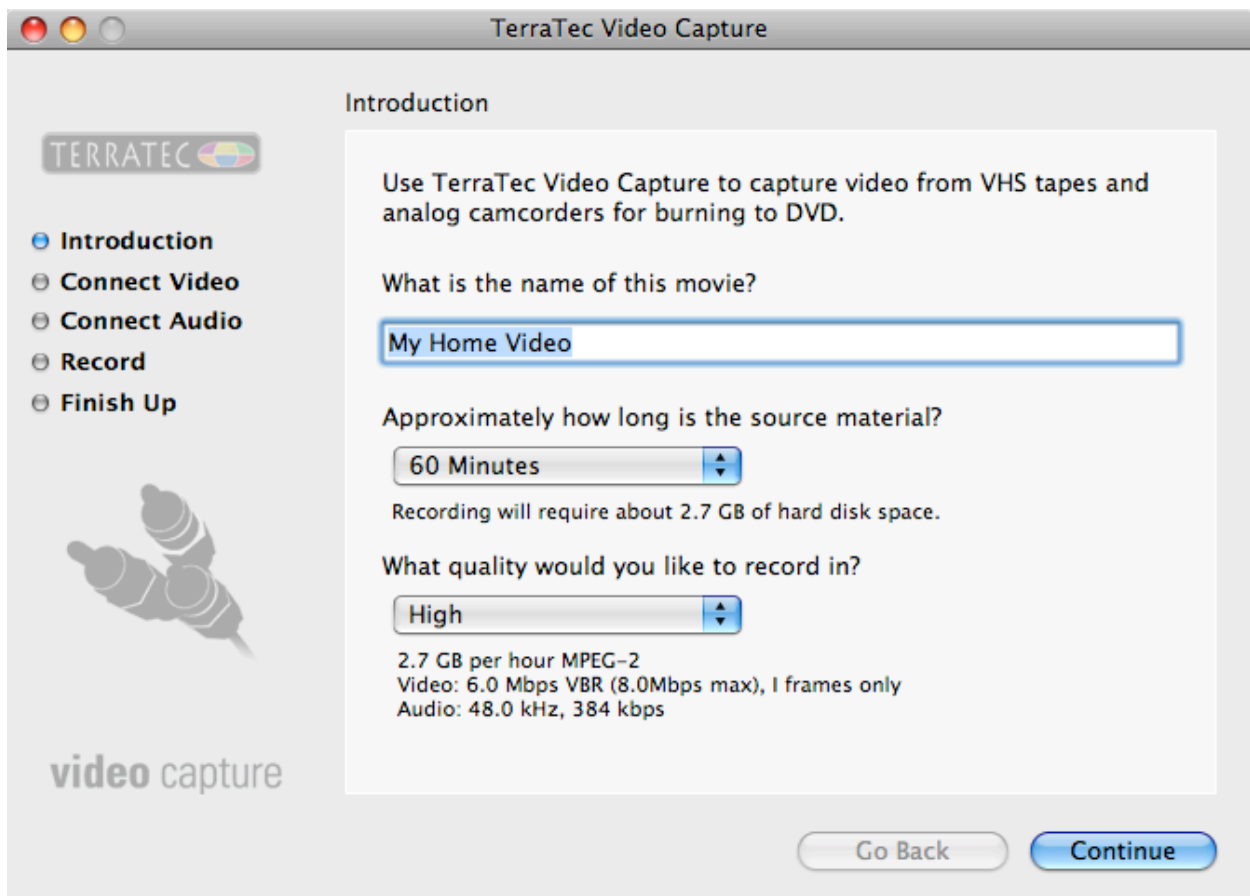 TerraTec Video Capture
TERRATEC
Introduction
Connect Video
Connect Audio
Record
Finish Up
video capture
Introduction
Use TerraTec Video Capture to capture video from VHS tapes and
analog camcorders for burning to DVD.
What is the name of this movie?
My Home Video
Approximately how long is the source material?
60 Minutes
Recording will require about 2.7 GB of hard disk space.
What quality would you like to record in?
High
2.7 GB per hour MPEG-2
Video: 6.0 Mbps VBR (8.0Mbps max), I frames only
Audio: 48.0 kHz, 384 kbps
Go Back
Continue